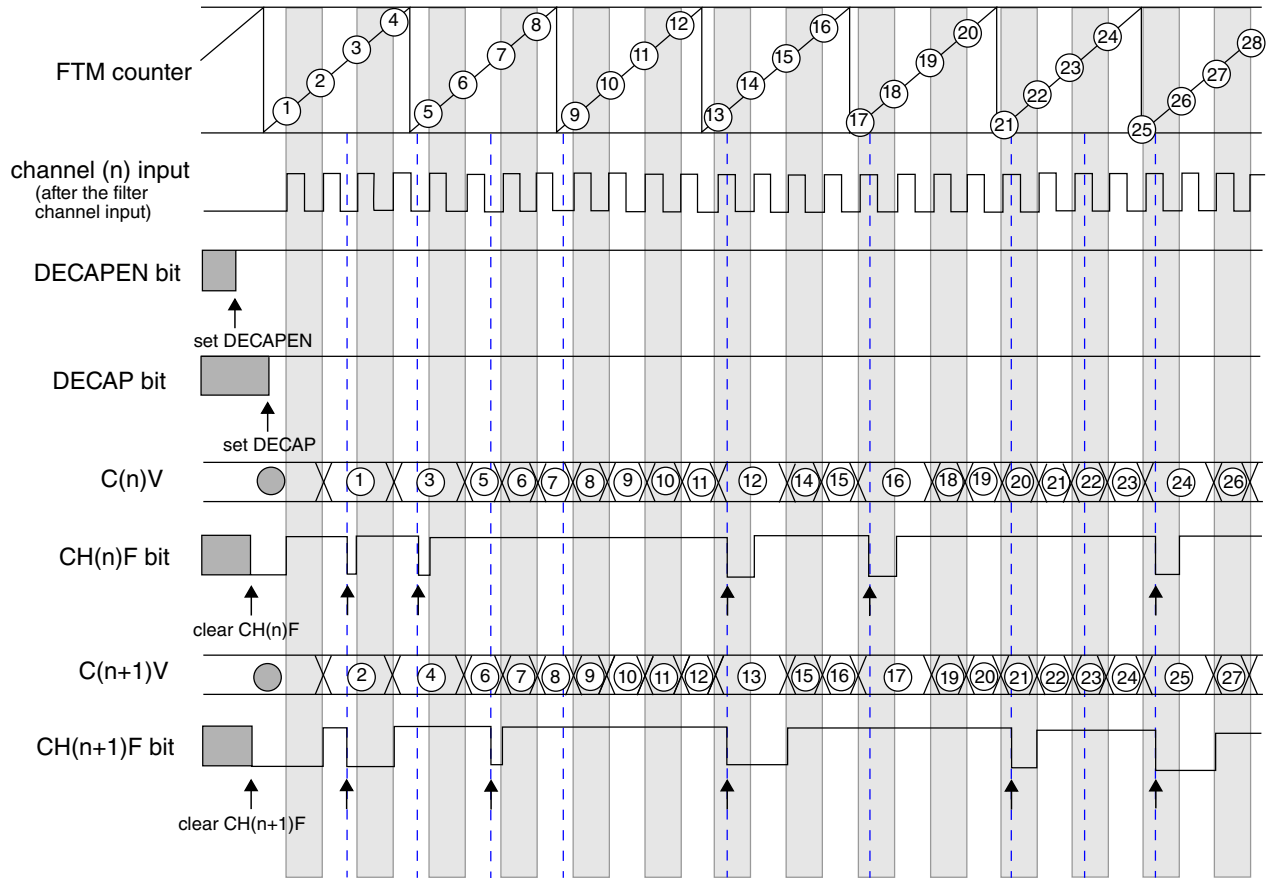 4 8 12 16 20 24 28
3 7 11 15 19 23 27
FTM counter 2 6 10 14 18 22 26
1 5 9 13 17 21 25
channel (n) input
(after the filter
channel input)
DECAPEN bit
set DECAPEN
DECAP bit
set DECAP
C(n)V 1 3 5 6 7 8 9 10 11 12 14 15 16 18 19 20 21 22 23 24 26
CH(n)F bit
clear CH(n)F
C(n+1)V 2 4 6 7 8 9 10 11 12 13 15 16 17 19 20 21 22 23 24 25 27
CH(n+1)F bit
clear CH(n+1)F